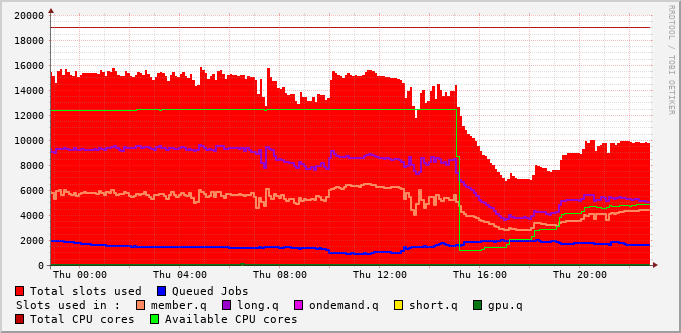 20000
18000
16000
14000
12000
10000
8000
6000
4000
2000
0
Thu 00:00 Thu 04:00 Thu 08:00 Thu 12:00 Thu 16:00 Thu 20:00
RRDTOOL / TOBI OETIKER
Total slots used Queued Jobs
Slots used in : member.q long.q ondemand.q short.q gpu.q
Total CPU cores Available CPU cores